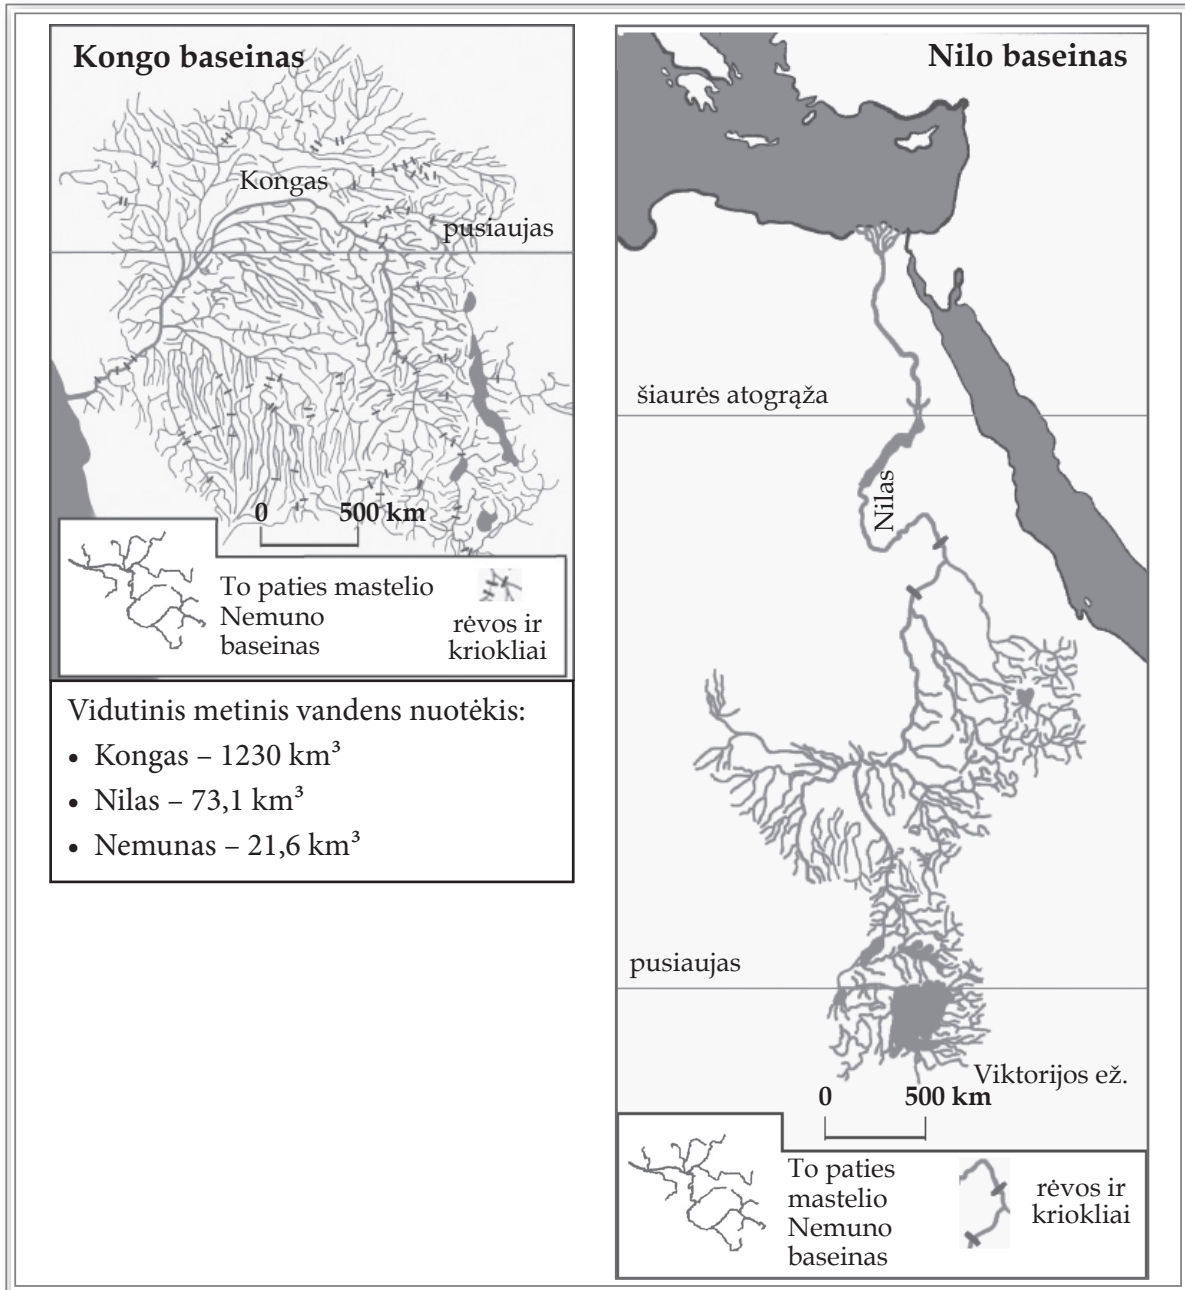 Kongo baseinas
Kongas
pusiaujas
0 500 km
To paties mastelio
Nemuno
baseinas
rėvos ir
kriokliai
Vidutinis metinis vandens nuotėkis:
• Kongas – 1230 km³
• Nilas – 73,1 km³
• Nemunas – 21,6 km³
Nilo baseinas
šiaurės atogrąža
Nilas
pusiaujas
Viktorijos ež.
0 500 km
To paties
mastelio
Nemuno
baseinas
rėvos ir
kriokliai